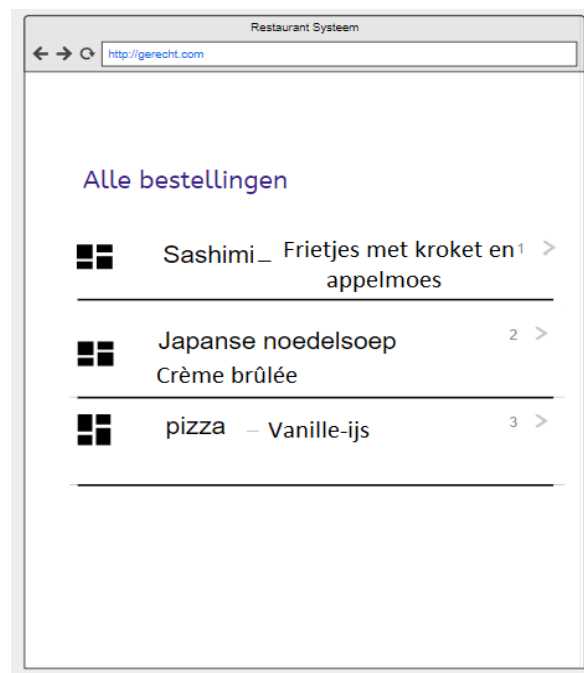 Restaurant Systeem
http://gerecht.com
Alle bestellingen
Sashimi_ Frietjes met kroket en 1 >
appelmoes
Japanse noedelsoep 2 >
Crème brûlée
pizza – Vanille-ijs 3 >